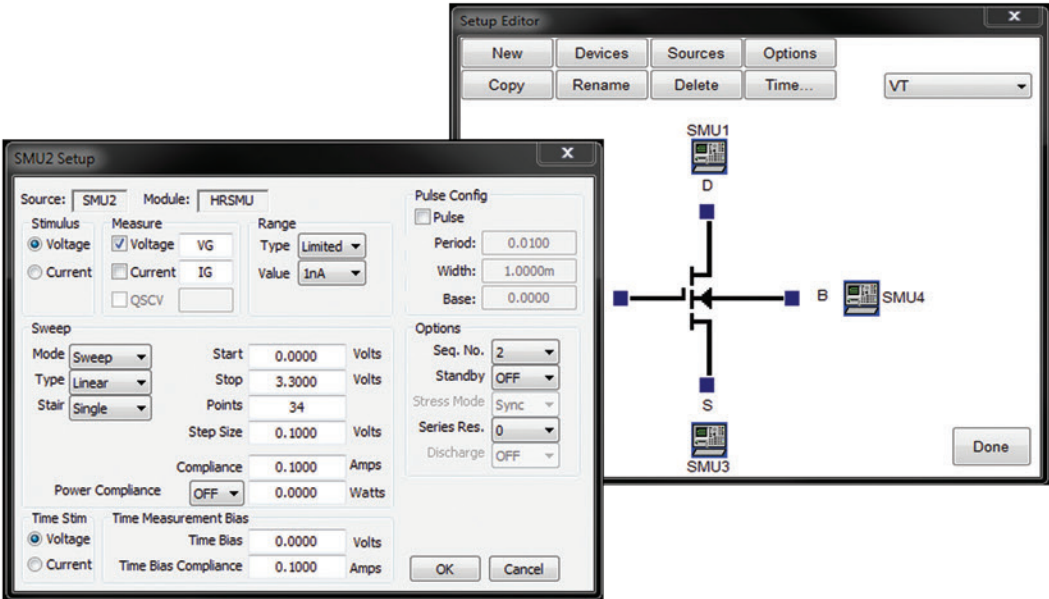 Setup Editor
x
New Devices Sources Options
Copy Rename Delete Time... VT
SMU1
D
B SMU4
S
SMU3
Done
SMU2 Setup
x
Source: SMU2 Module: HRSMU
Stimulus
Voltage
Current
Measure
Voltage VG
Current IG
QSCV
Range
Type Limited
Value 1nA
Pulse Config
Pulse
Period: 0.0100
Width: 1.0000m
Base: 0.0000
Sweep
Mode Sweep
Type Linear
Stair Single
Start 0.0000 Volts
Stop 3.3000 Volts
Points 34
Step Size 0.1000 Volts
Compliance 0.1000 Amps
Power Compliance OFF 0.0000 Watts
Options
Seq. No. 2
Standby OFF
Stress Mode Sync
Series Res. 0
Discharge OFF
Time Stim
Voltage
Current
Time Measurement Bias
Time Bias 0.0000 Volts
Time Bias Compliance 0.1000 Amps
OK Cancel